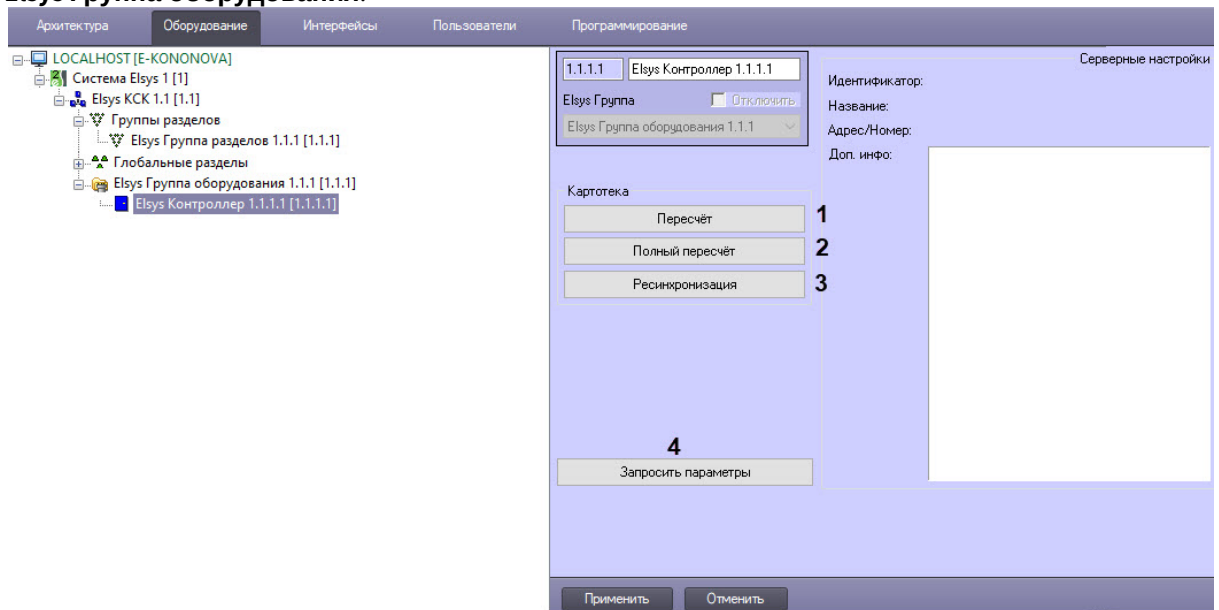 Elsys Группа оборудования.
Архитектура Оборудование Интерфейсы Пользователи Программирование
LOCALHOST [E-KONONOVA]
Система Elsys 1 [1]
Elsys КСК 1.1 [1.1]
Группы разделов
Elsys Группа разделов 1.1.1 [1.1.1]
Глобальные разделы
Elsys Группа оборудования 1.1.1 [1.1.1]
Elsys Контроллер 1.1.1.1 [1.1.1.1]
1.1.1.1 Elsys Контроллер 1.1.1.1
Elsys Группа Отключить
Elsys Группа оборудования 1.1.1
Картотека
Пересчёт 1
Полный пересчёт 2
Ресинхронизация 3
4
Запросить параметры
Серверные настройки
Идентификатор:
Название:
Адрес/Номер:
Доп. инфо:
Применить Отменить